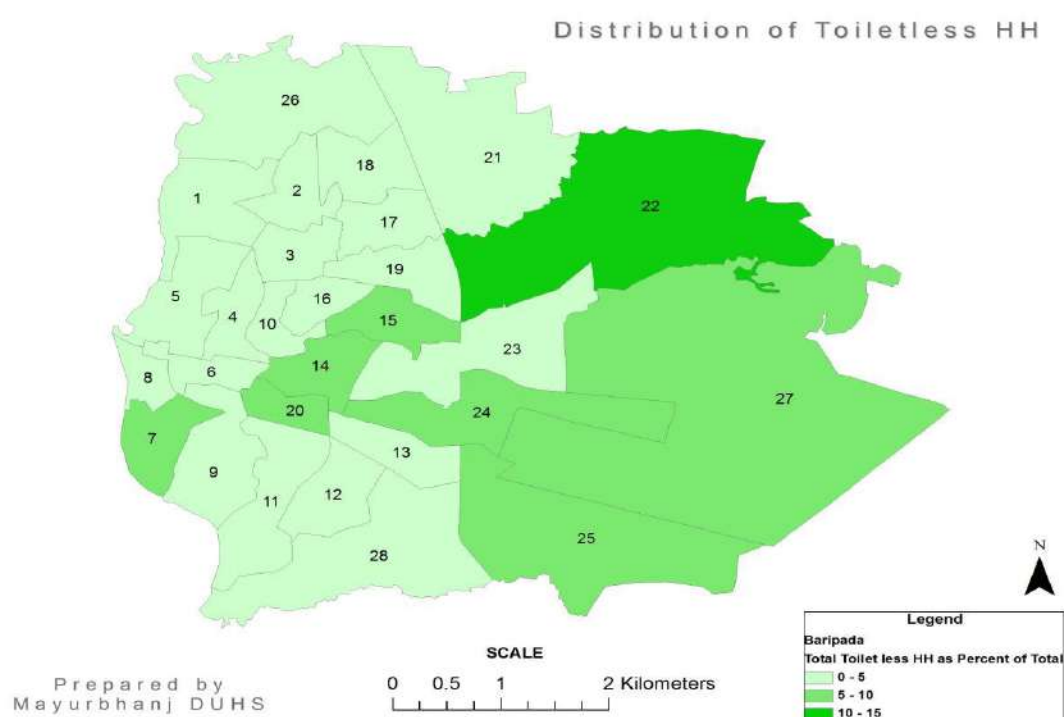 Distribution of Toiletless HH
26
21
18
2
1
22
17
3
19
5
16
4
10
15
23
14
6
8
27
20
24
7
13
9
12
11
25
28
N
Legend
Baripada
Total Toilet less HH as Percent of Total
0 - 5
5 - 10
10 - 15
SCALE
0 0.5 1 2 Kilometers
Prepared by
Mayurbhanj DUHS